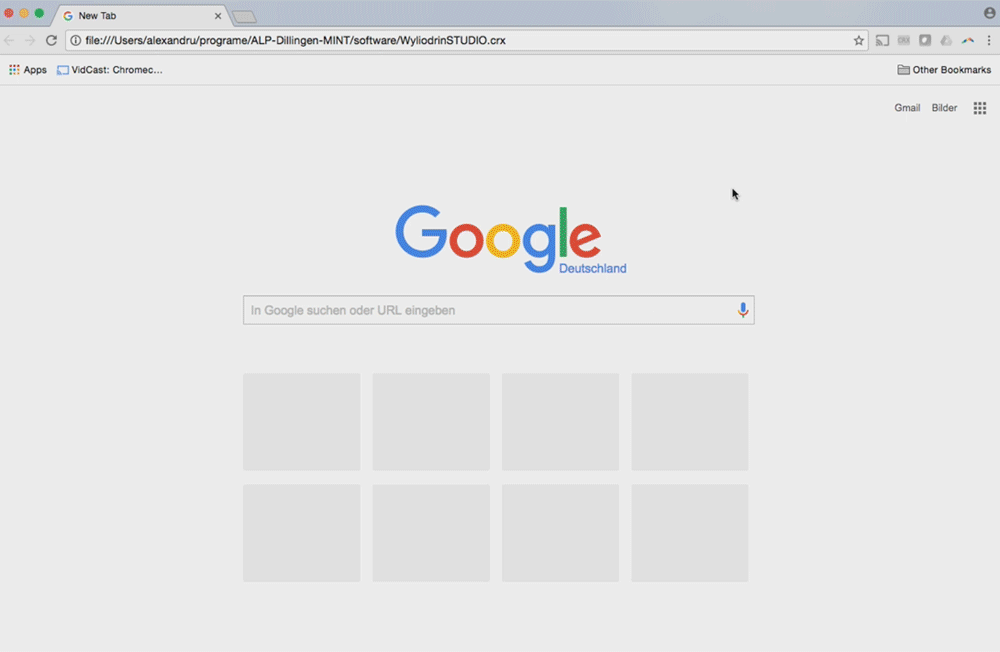 New Tab
file:///Users/alexandru/programe/ALP-Dillingen-MINT/software/WyliodrinSTUDIO.crx
Apps VidCast: Chromec... Other Bookmarks
Gmail Bilder
Google
Deutschland
In Google suchen oder URL eingeben